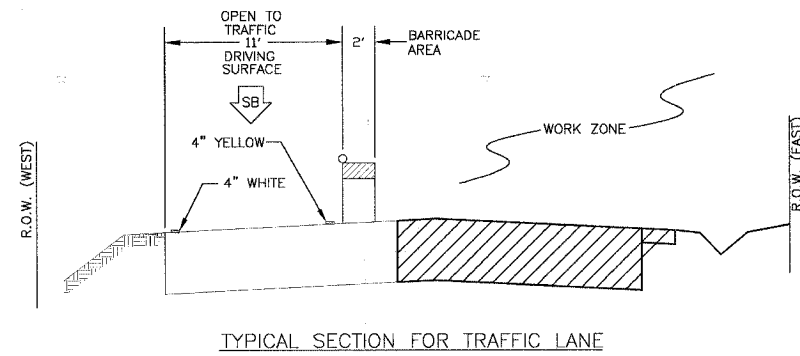 OPEN TO
TRAFFIC
11'
DRIVING
SURFACE
2'
BARRICADE
AREA
SB
4" YELLOW
4" WHITE
WORK ZONE
R.O.W. (WEST)
R.O.W. (EAST)
TYPICAL SECTION FOR TRAFFIC LANE